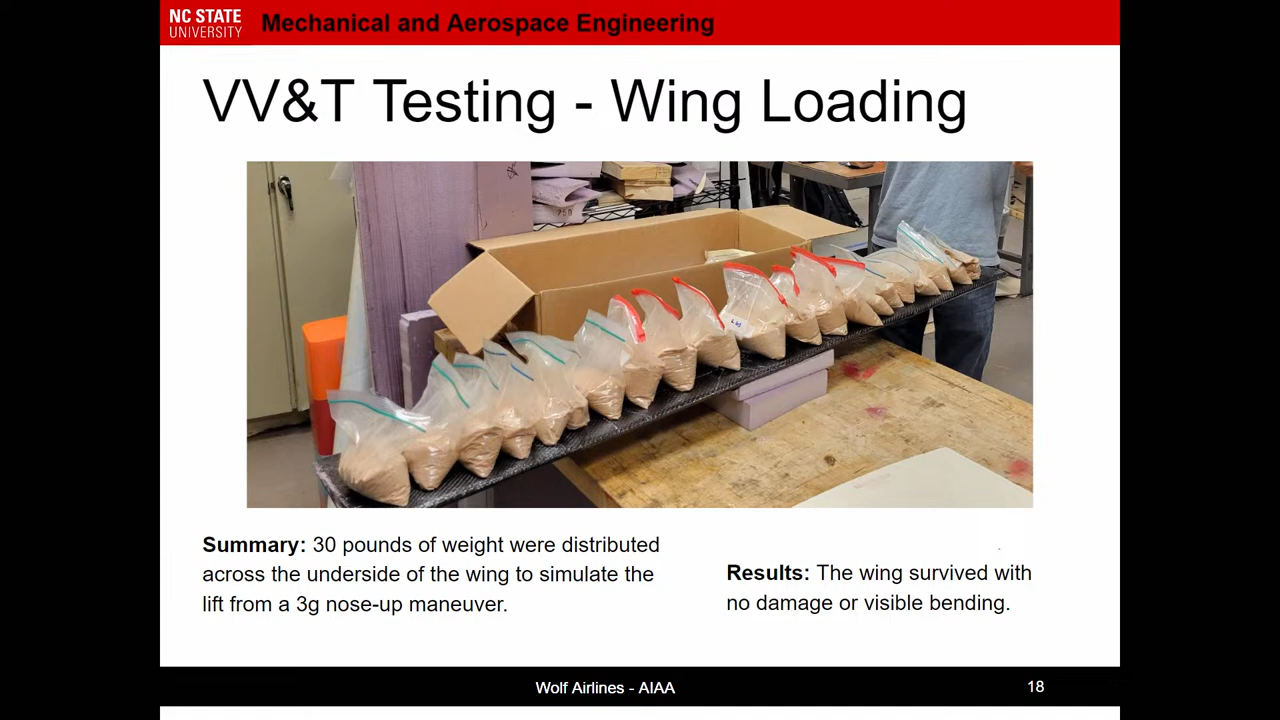 NC STATE
UNIVERSITY
Mechanical and Aerospace Engineering
VV&T Testing - Wing Loading
Summary: 30 pounds of weight were distributed
across the underside of the wing to simulate the
lift from a 3g nose-up maneuver.
Results: The wing survived with
no damage or visible bending.
Wolf Airlines - AIAA
18